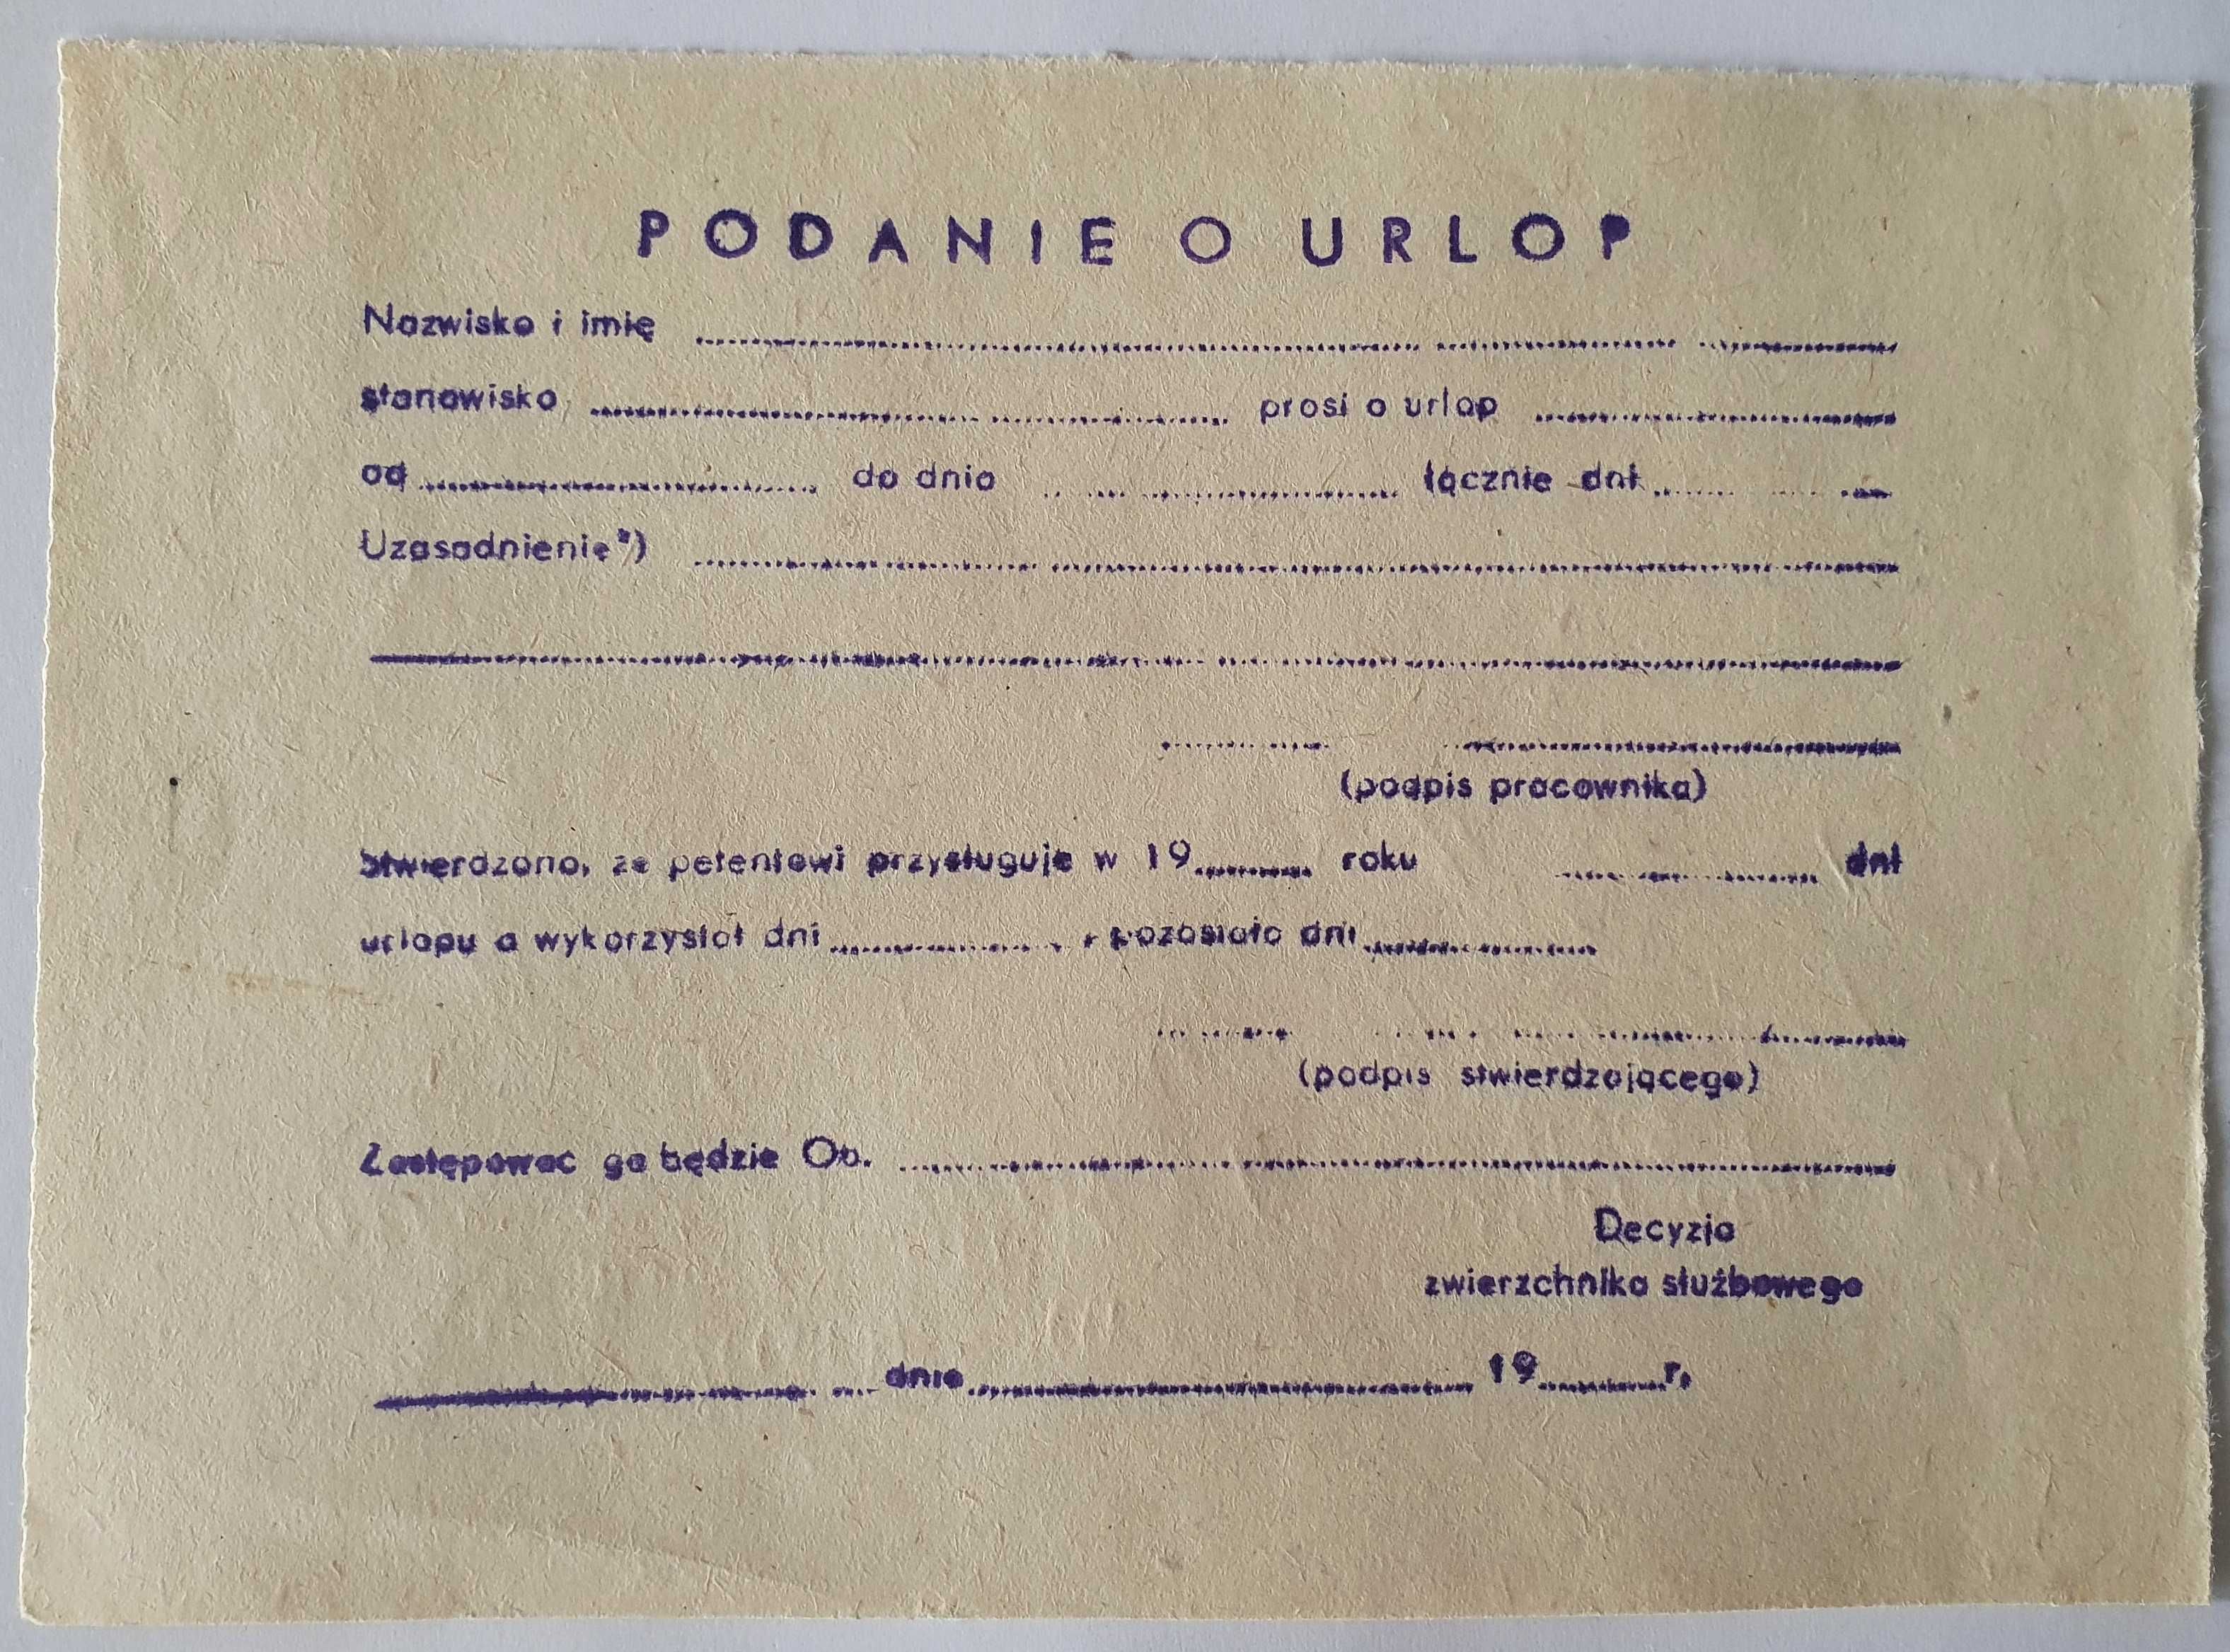 PODANIE O URLOP
Nazwisko i imię ........................................
stanowisko ........................ prosi o urlop ............
od ................ do dnia ................ łącznie dni ............
Uzasadnienie*) ........................................
........................................
........................
(podpis pracownika)
Stwierdzono, że petentowi przysługuje w 19........ roku ............ dni
urlopu a wykorzystał dni ............, pozostało dni ............
........................
(podpis stwierdzającego)
Zastępować go będzie Ob. ........................................
Decyzja
zwierzchnika służbowego
........................ dnia ........................ 19........r.